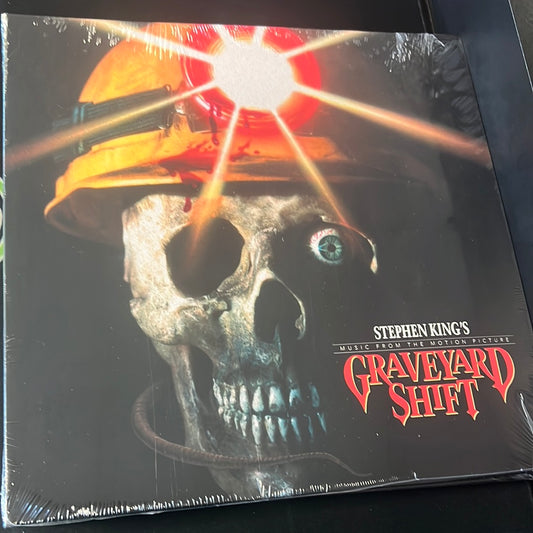 STEPHEN KING'S
MUSIC FROM THE MOTION PICTURE
GRAVEYARD
SHIFT